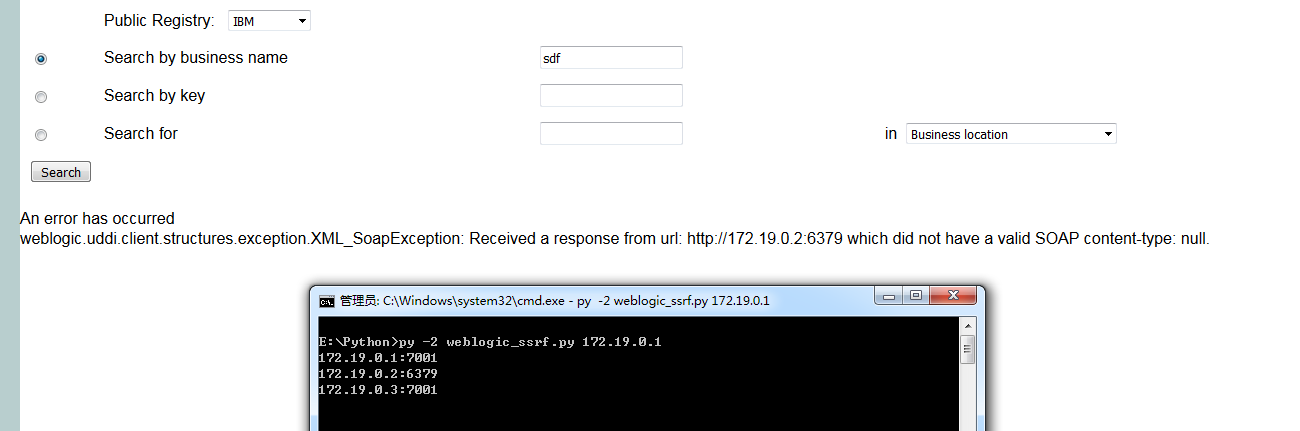 Public Registry: IBM
Search by business name sdf
Search by key
Search for in Business location
Search
An error has occurred
weblogic.uddi.client.structures.exception.XML_SoapException: Received a response from url: http://172.19.0.2:6379 which did not have a valid SOAP content-type: null.
管理员: C:\Windows\system32\cmd.exe - py -2 weblogic_ssrf.py 172.19.0.1
E:\Python>py -2 weblogic_ssrf.py 172.19.0.1
172.19.0.1:7001
172.19.0.2:6379
172.19.0.3:7001